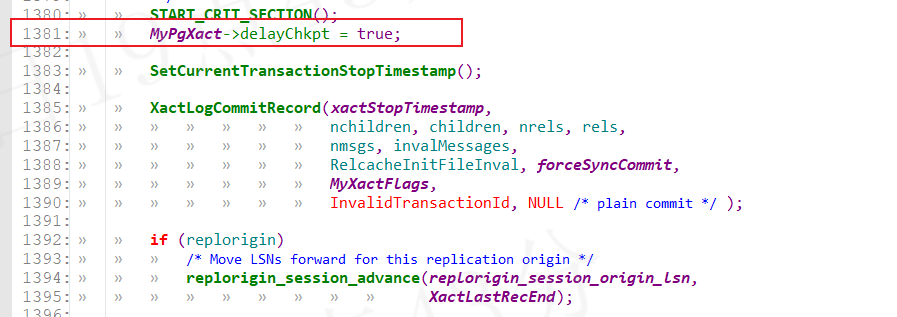 1380: » » START_CRIT_SECTION();
1381: » » MyPgXact->delayChkpt = true;
1382:
1383: » » SetCurrentTransactionStopTimestamp();
1384:
1385: » » XactLogCommitRecord(xactStopTimestamp,
1386: » » » » » » » nchildren, children, nrels, rels,
1387: » » » » » » » nmsgs, invalMessages,
1388: » » » » » » » RelcacheInitFileInval, forceSyncCommit,
1389: » » » » » » » MyXactFlags,
1390: » » » » » » » InvalidTransactionId, NULL /* plain commit */ );
1391:
1392: » » if (replorigin)
1393: » » » /* Move LSNs forward for this replication origin */
1394: » » » replorigin_session_advance(replorigin_session_origin_lsn,
1395: » » » » » » » » » XactLastRecEnd);
1396: